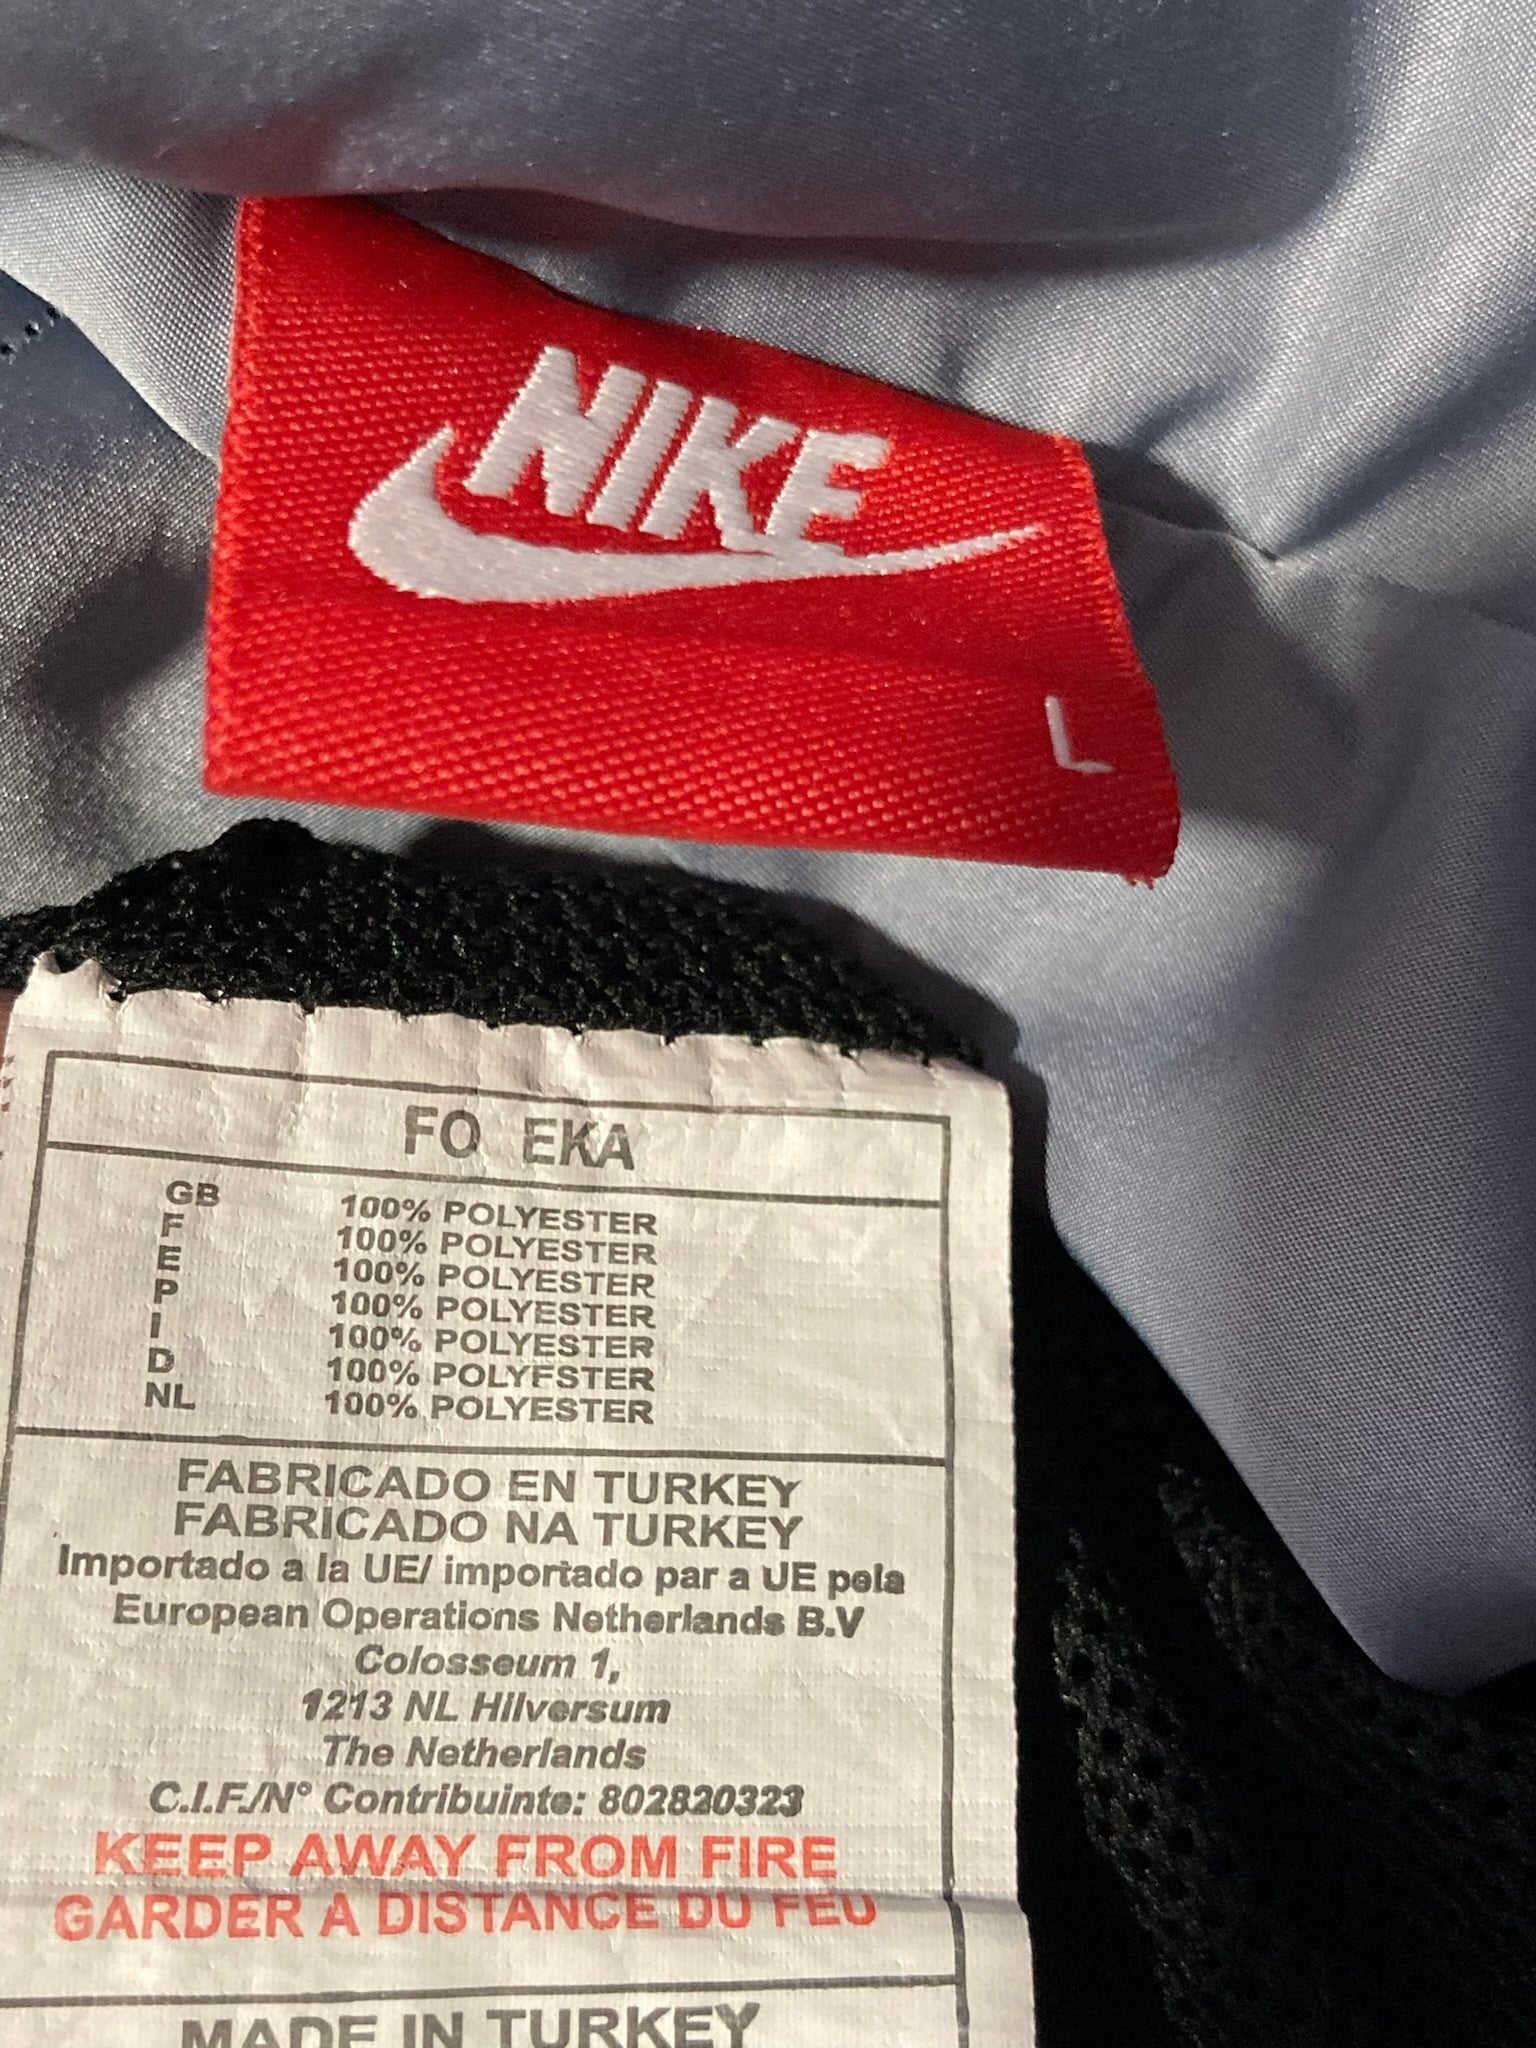 NIKE
L
FO EKA
GB 100% POLYESTER
F 100% POLYESTER
E 100% POLYESTER
P 100% POLYESTER
I 100% POLYESTER
D 100% POLYESTER
NL 100% POLYESTER
FABRICADO EN TURKEY
FABRICADO NA TURKEY
Importado a la UE/ importado par a UE pela
European Operations Netherlands B.V
Colosseum 1,
1213 NL Hilversum
The Netherlands
C.I.F./N° Contribuinte: 802820323
KEEP AWAY FROM FIRE
GARDER A DISTANCE DU FEU
MADE IN TURKEY